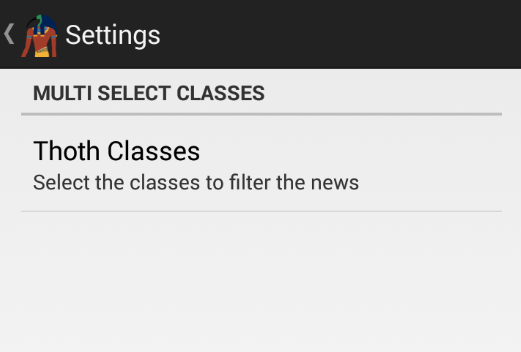 Settings
MULTI SELECT CLASSES
Thoth Classes
Select the classes to filter the news